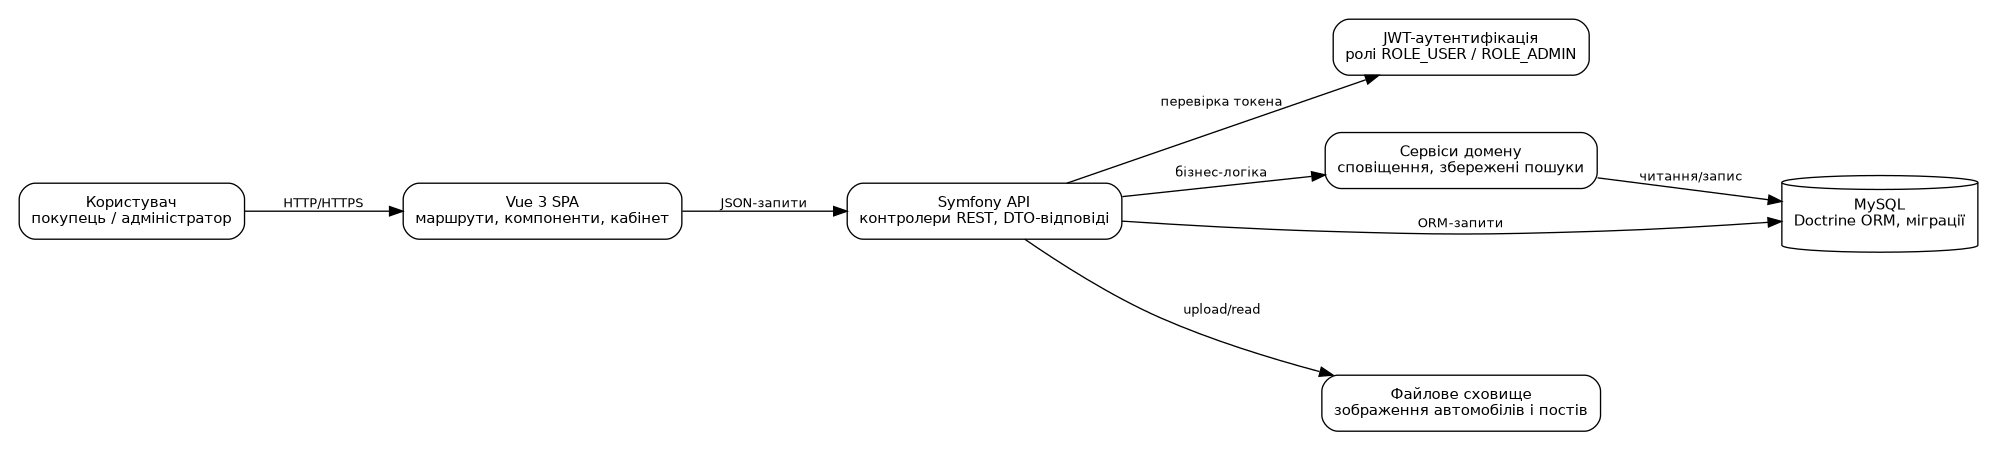 Користувач
покупець / адміністратор
HTTP/HTTPS
Vue 3 SPA
маршрути, компоненти, кабінет
JSON-запити
Symfony API
контролери REST, DTO-відповіді
перевірка токена
JWT-аутентифікація
ролі ROLE_USER / ROLE_ADMIN
бізнес-логіка
Сервіси домену
сповіщення, збережені пошуки
читання/запис
ORM-запити
MySQL
Doctrine ORM, міграції
upload/read
Файлове сховище
зображення автомобілів і постів